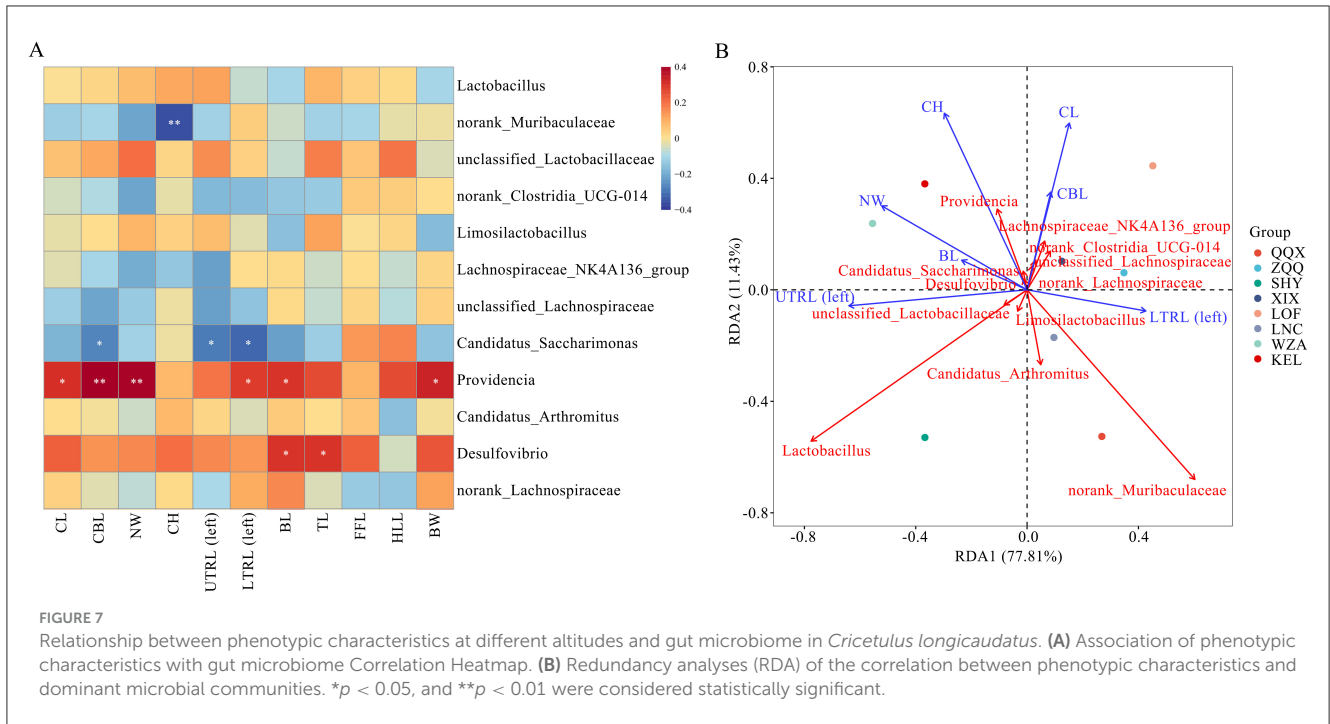 A
Lactobacillus
norank_Muribaculaceae
unclassified_Lactobacillaceae
norank_Clostridia_UCG-014
Limosilactobacillus
Lachnospiraceae_NK4A136_group
unclassified_Lachnospiraceae
Candidatus_Saccharimonas
Providencia
Candidatus_Arthromitus
Desulfovibrio
norank_Lachnospiraceae
**
* * *
* ** ** * * *
* *
CL CBL NW CH UTRL (left) LTRL (left) BL TL FFL HLL BW
0.4
0.2
0
−0.2
−0.4
B
0.8
0.4
0.0
-0.4
-0.8
RDA2 (11.43%)
CH
CL
CBL
NW
Providencia
Lachnospiraceae_NK4A136_group
norank_Clostridia_UCG-014
unclassified_Lachnospiraceae
BL
Candidatus_Saccharimonas
Desulfovibrio
norank_Lachnospiraceae
UTRL (left)
unclassified_Lactobacillaceae
Limosilactobacillus
LTRL (left)
Candidatus_Arthromitus
Lactobacillus
norank_Muribaculaceae
-0.8 -0.4 0.0 0.4
RDA1 (77.81%)
Group
QQX
ZQQ
SHY
XIX
LOF
LNC
WZA
KEL
FIGURE 7
Relationship between phenotypic characteristics at different altitudes and gut microbiome in Cricetulus longicaudatus. (A) Association of phenotypic
characteristics with gut microbiome Correlation Heatmap. (B) Redundancy analyses (RDA) of the correlation between phenotypic characteristics and
dominant microbial communities. *p < 0.05, and **p < 0.01 were considered statistically significant.